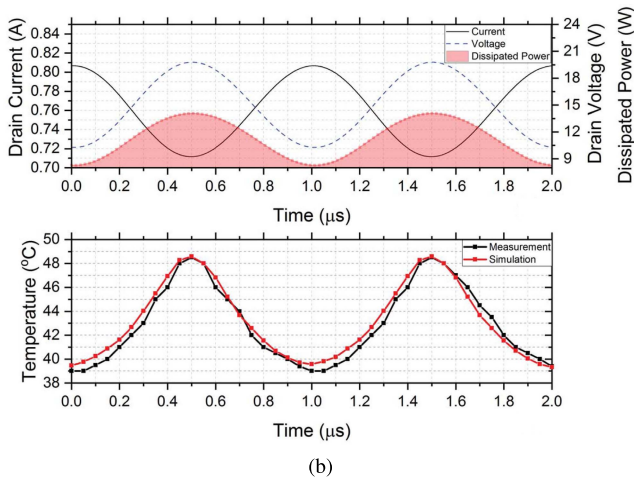 Drain Current (A)
0.84
0.82
0.80
0.78
0.76
0.74
0.72
0.70
Current
Voltage
Dissipated Power
24
21
18
15
12
9
Drain Voltage (V)
Dissipated Power (W)
0.0 0.2 0.4 0.6 0.8 1.0 1.2 1.4 1.6 1.8 2.0
Time (μs)
Temperature (⁰C)
50
48
46
44
42
40
38
Measurement
Simulation
0.0 0.2 0.4 0.6 0.8 1.0 1.2 1.4 1.6 1.8 2.0
Time (μs)
(b)